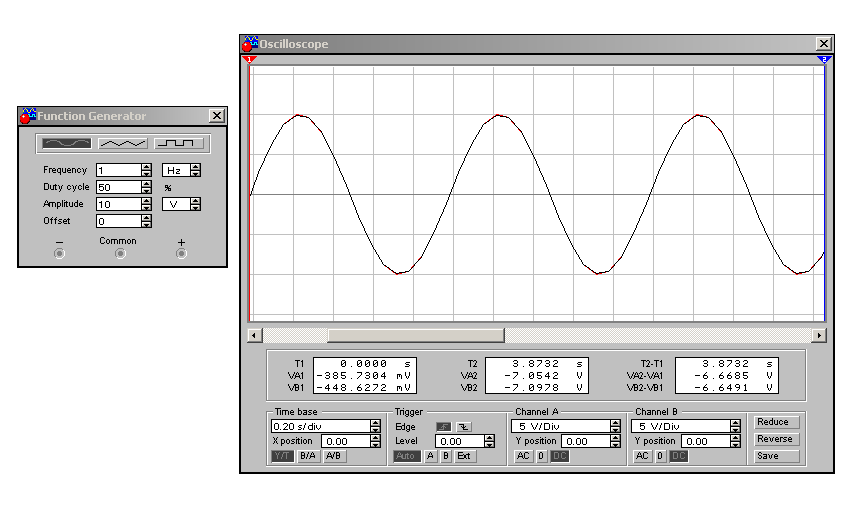 Oscilloscope
1
2
Function Generator
Frequency 1 Hz
Duty cycle 50 %
Amplitude 10 V
Offset 0
− Common +
T1 0.0000 s T2 3.8732 s T2-T1 3.8732 s
VA1 -385.7304 mV VA2 -7.0542 V VA2-VA1 -6.6685 V
VB1 -448.6272 mV VB2 -7.0978 V VB2-VB1 -6.6491 V
Time base Trigger Channel A Channel B
0.20 s/div Edge 5 V/Div 5 V/Div Reduce
X position 0.00 Level 0.00 Y position 0.00 Y position 0.00 Reverse
Y/T B/A A/B Auto A B Ext AC 0 DC AC 0 DC Save